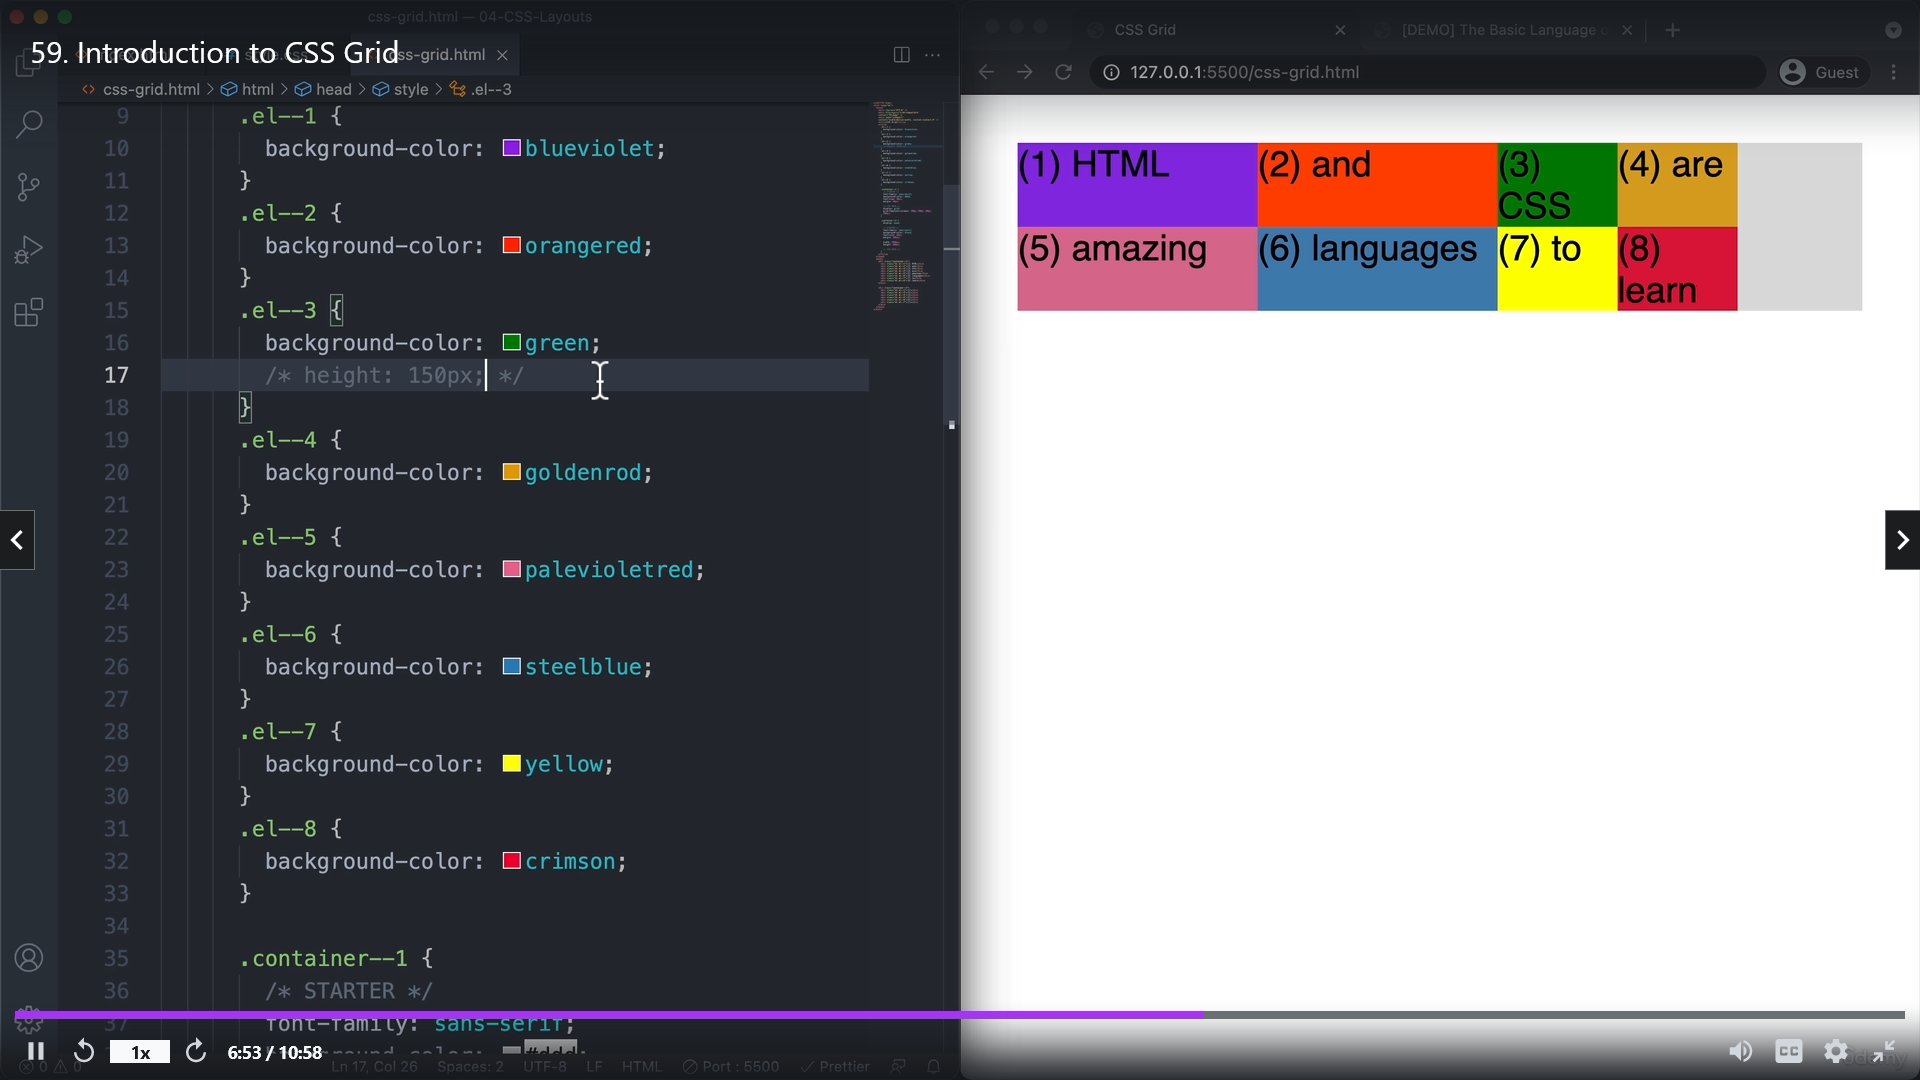 css-grid.html — 04-CSS-Layouts
59. Introduction to CSS Grid
css-grid.html
css-grid.html > html > head > style > .el--3
9 .el--1 {
10 background-color: blueviolet;
11 }
12 .el--2 {
13 background-color: orangered;
14 }
15 .el--3 {
16 background-color: green;
17 /* height: 150px; */
18 }
19 .el--4 {
20 background-color: goldenrod;
21 }
22 .el--5 {
23 background-color: palevioletred;
24 }
25 .el--6 {
26 background-color: steelblue;
27 }
28 .el--7 {
29 background-color: yellow;
30 }
31 .el--8 {
32 background-color: crimson;
33 }
34
35 .container--1 {
36 /* STARTER */
37 font-family: sans-serif;
background-color: #ddd;
1x
6:53 / 10:58
0 0
Ln 17, Col 26 Spaces: 2 UTF-8 LF HTML Port : 5500 Prettier
CSS Grid
[DEMO] The Basic Language o
127.0.0.1:5500/css-grid.html
Guest
(1) HTML (2) and (3) CSS (4) are
(5) amazing (6) languages (7) to (8) learn
CC
udemy